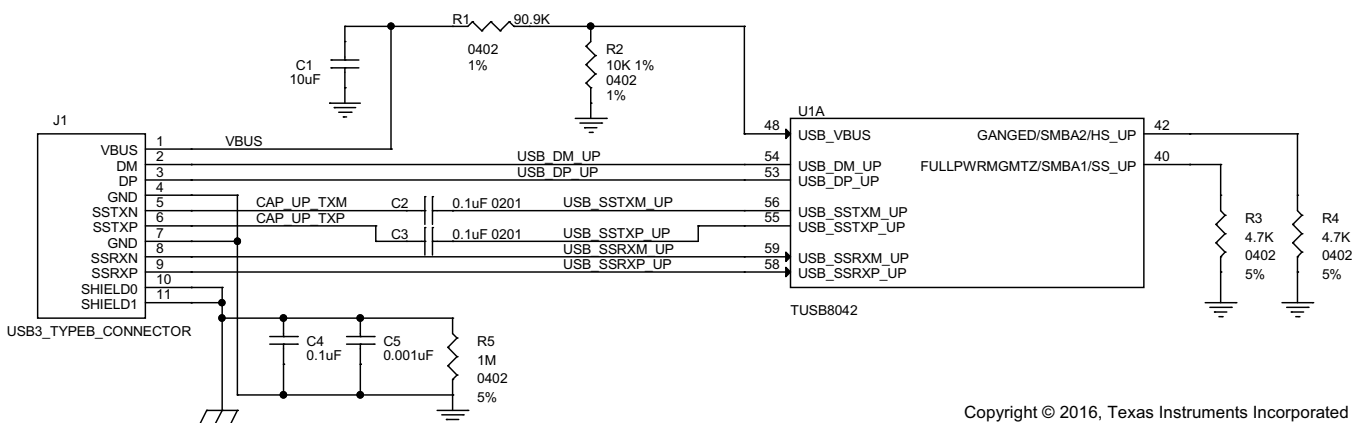 R1 90.9K
0402
1%
C1
10uF
R2
10K 1%
0402
1%
U1A
J1
VBUS 1 VBUS
DM 2 USB_DM_UP
DP 3 USB_DP_UP
GND 4
SSTXN 5 CAP_UP_TXM C2 0.1uF 0201 USB_SSTXM_UP
SSTXP 6 CAP_UP_TXP C3 0.1uF 0201 USB_SSTXP_UP
GND 7
SSRXN 8 USB_SSRXM_UP
SSRXP 9 USB_SSRXP_UP
SHIELD0 10
SHIELD1 11
USB3_TYPEB_CONNECTOR
48 USB_VBUS
54 USB_DM_UP
53 USB_DP_UP
56 USB_SSTXM_UP
55 USB_SSTXP_UP
59 USB_SSRXM_UP
58 USB_SSRXP_UP
GANGED/SMBA2/HS_UP 42
FULLPWRMGMTZ/SMBA1/SS_UP 40
TUSB8042
R3
4.7K
0402
5%
R4
4.7K
0402
5%
C4
0.1uF
C5
0.001uF
R5
1M
0402
5%
Copyright © 2016, Texas Instruments Incorporated